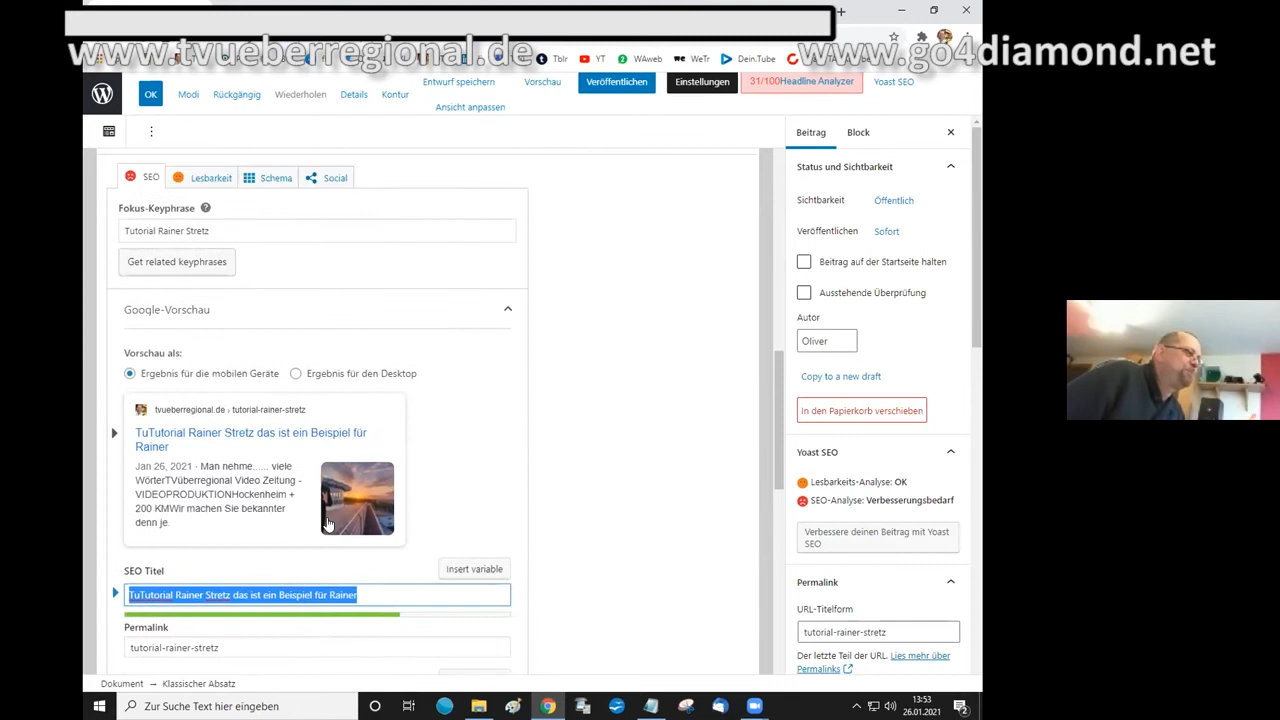 www.tvueberregional.de
www.go4diamond.net
Tblr YT WAweb WeTr Dein.Tube
OK Modi Rückgängig Wiederholen Details Kontur
Entwurf speichern Vorschau Veröffentlichen Einstellungen 31/100 Headline Analyzer Yoast SEO
Ansicht anpassen
SEO Lesbarkeit Schema Social
Fokus-Keyphrase
Tutorial Rainer Stretz
Get related keyphrases
Google-Vorschau
Vorschau als:
Ergebnis für die mobilen Geräte Ergebnis für den Desktop
tvueberregional.de › tutorial-rainer-stretz
TuTutorial Rainer Stretz das ist ein Beispiel für
Rainer
Jan 26, 2021 · Man nehme...... viele
WörterTVüberregional Video Zeitung -
VIDEOPRODUKTIONHockenheim +
200 KMWir machen Sie bekannter
denn je.
SEO Titel
Insert variable
TuTutorial Rainer Stretz das ist ein Beispiel für Rainer
Permalink
tutorial-rainer-stretz
Dokument → Klassischer Absatz
Beitrag Block
Status und Sichtbarkeit
Sichtbarkeit Öffentlich
Veröffentlichen Sofort
Beitrag auf der Startseite halten
Ausstehende Überprüfung
Autor
Oliver
Copy to a new draft
In den Papierkorb verschieben
Yoast SEO
Lesbarkeits-Analyse: OK
SEO-Analyse: Verbesserungsbedarf
Verbessere deinen Beitrag mit Yoast
SEO
Permalink
URL-Titelform
tutorial-rainer-stretz
Der letzte Teil der URL. Lies mehr über
Permalinks
Zur Suche Text hier eingeben
13:53
26.01.2021
2